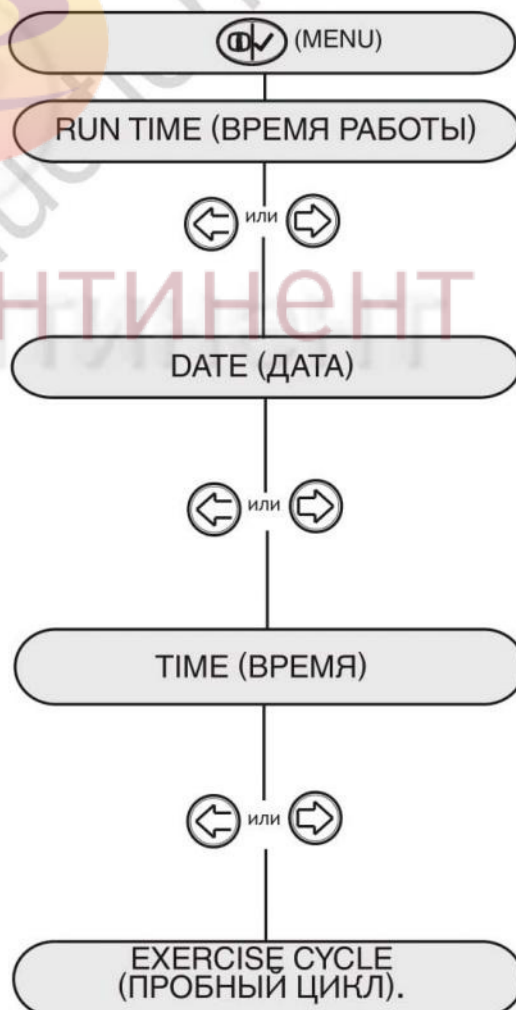 (MENU)
RUN TIME (ВРЕМЯ РАБОТЫ)
или
DATE (ДАТА)
или
TIME (ВРЕМЯ)
или
EXERCISE CYCLE
(ПРОБНЫЙ ЦИКЛ).